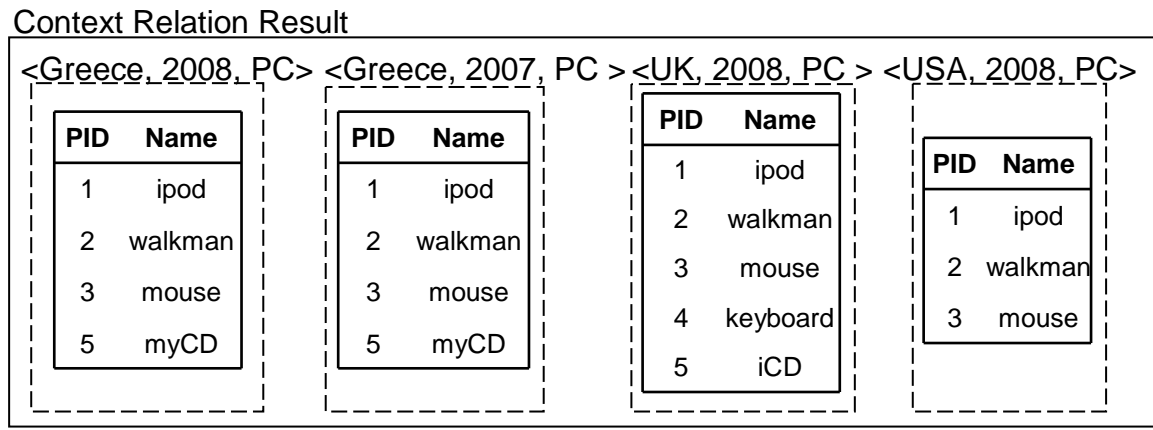 Context Relation Result
<Greece, 2008, PC> <Greece, 2007, PC > <UK, 2008, PC > <USA, 2008, PC>
PID Name
1 ipod
2 walkman
3 mouse
5 myCD
PID Name
1 ipod
2 walkman
3 mouse
5 myCD
PID Name
1 ipod
2 walkman
3 mouse
4 keyboard
5 iCD
PID Name
1 ipod
2 walkman
3 mouse